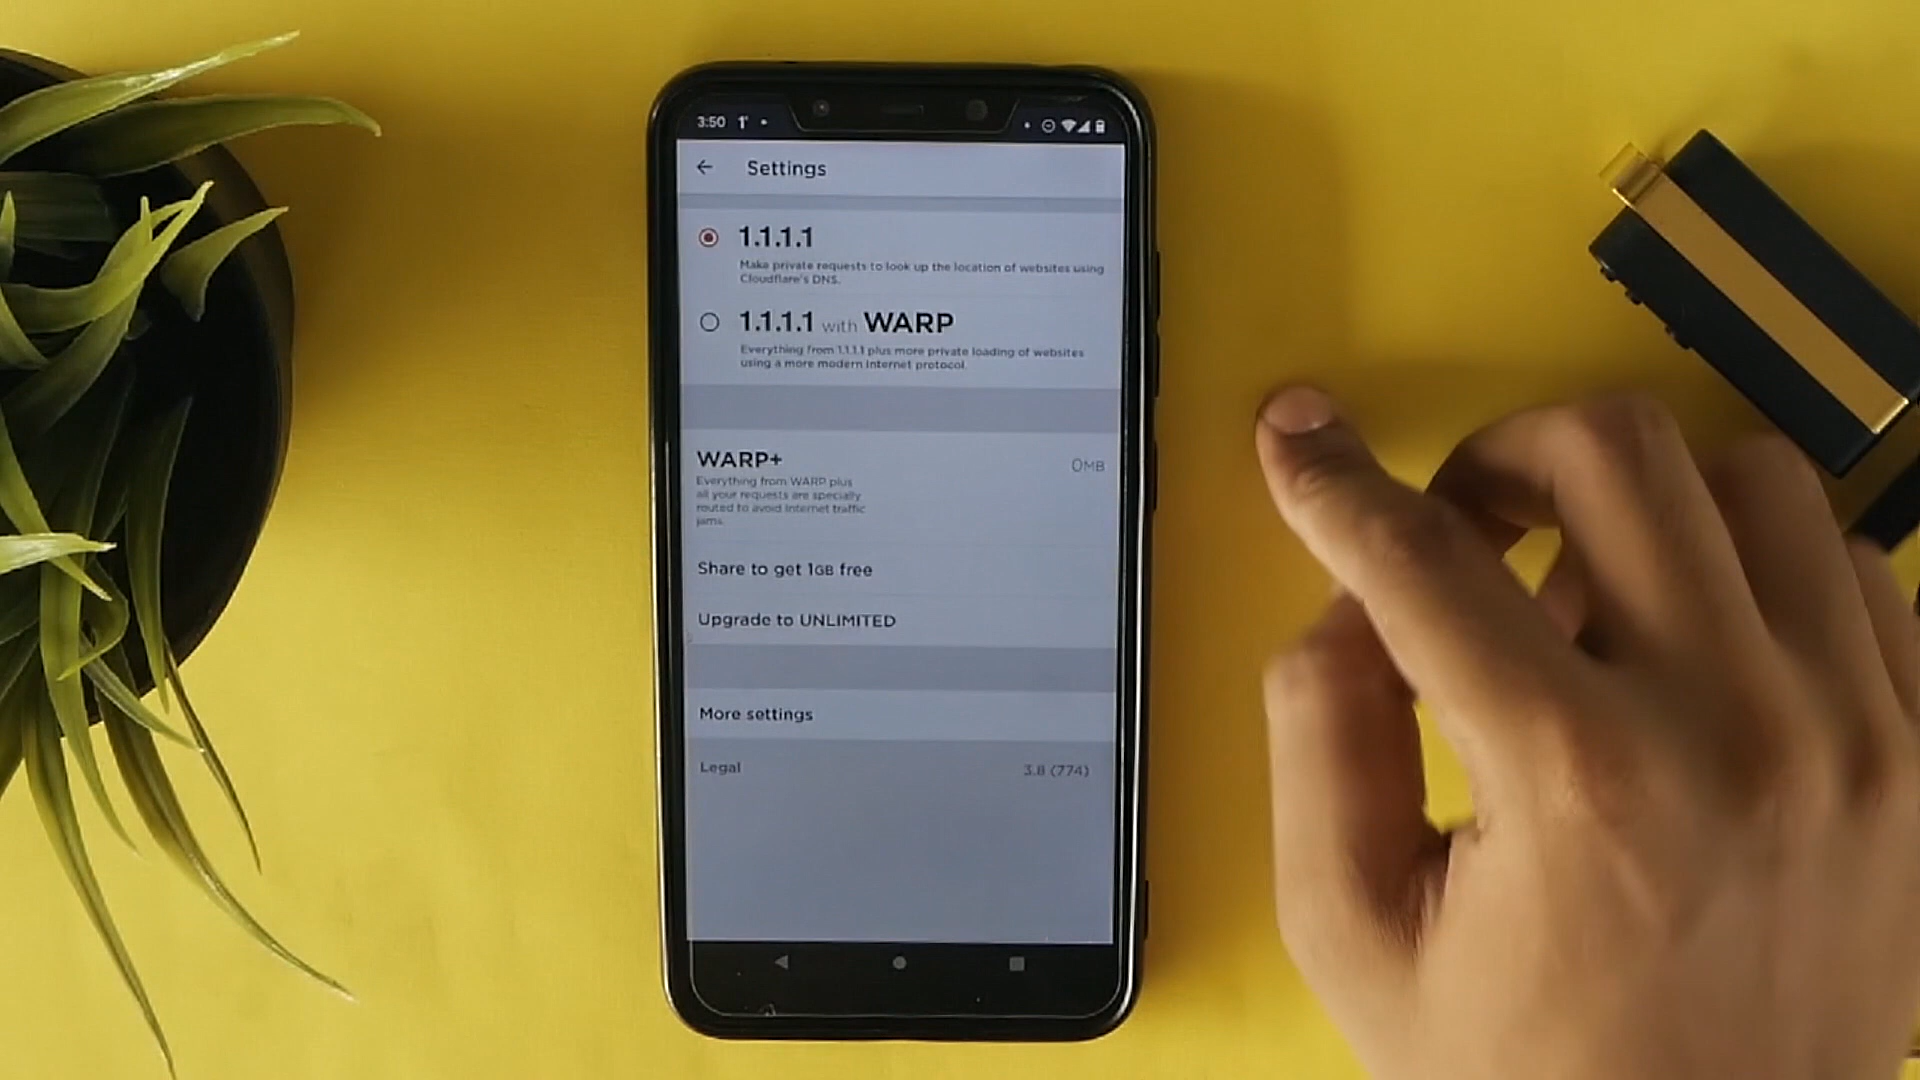 3:50
Settings
1.1.1.1
Make private requests to look up the location of websites using
Cloudflare's DNS.
1.1.1.1 with WARP
Everything from 1.1.1.1 plus more private loading of websites
using a more modern Internet protocol.
WARP+
0MB
Everything from WARP plus
all your requests are specially
routed to avoid Internet traffic
jams.
Share to get 1GB free
Upgrade to UNLIMITED
More settings
Legal
3.8 (774)